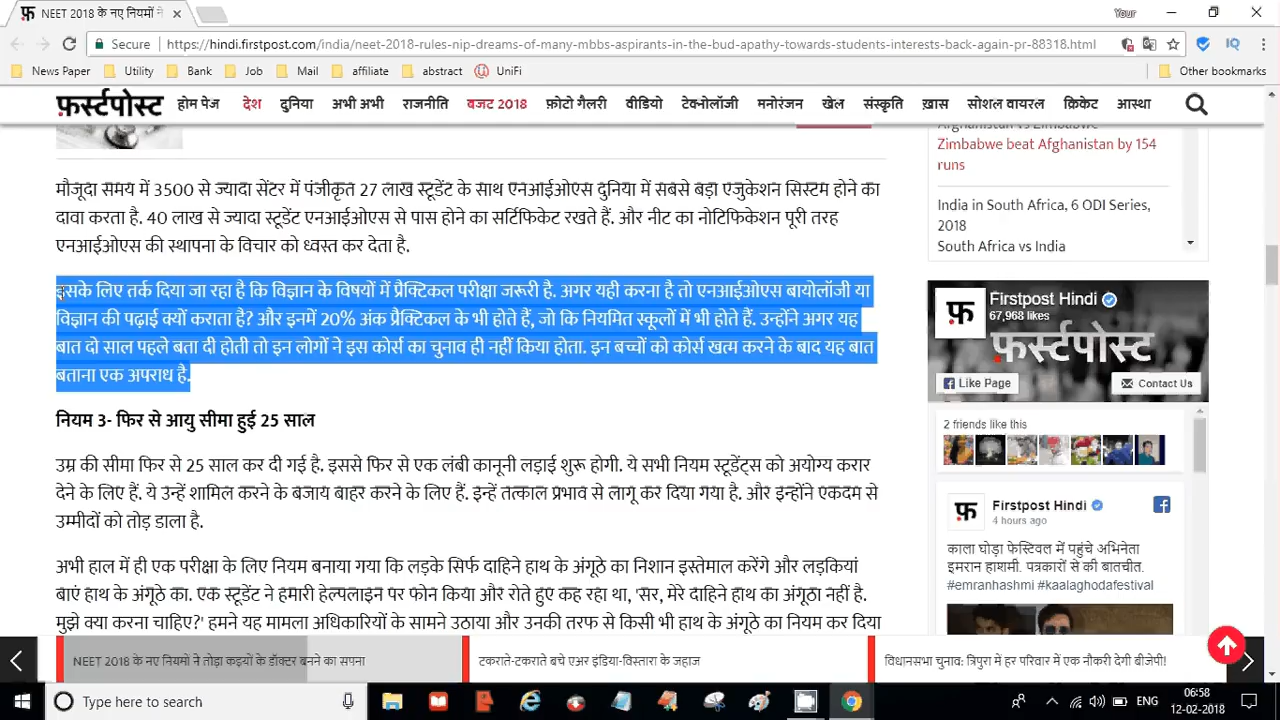 NEET 2018 के नए नियमों ने
Your
Secure
https://hindi.firstpost.com/india/neet-2018-rules-nip-dreams-of-many-mbbs-aspirants-in-the-bud-apathy-towards-students-interests-back-again-pr-88318.html
News Paper Utility Bank Job Mail affiliate abstract UniFi Other bookmarks
फ़र्स्टपोस्ट होम पेज देश दुनिया अभी अभी राजनीति बजट 2018 फ़ोटो गैलरी वीडियो टेक्नोलॉजी मनोरंजन खेल संस्कृति ख़ास सोशल वायरल क्रिकेट आस्था
मौजूदा समय में 3500 से ज्यादा सेंटर में पंजीकृत 27 लाख स्टूडेंट के साथ एनआईओएस दुनिया में सबसे बड़ा एजुकेशन सिस्टम होने का
दावा करता है. 40 लाख से ज्यादा स्टूडेंट एनआईओएस से पास होने का सर्टिफिकेट रखते हैं. और नीट का नोटिफिकेशन पूरी तरह
एनआईओएस की स्थापना के विचार को ध्वस्त कर देता है.
इसके लिए तर्क दिया जा रहा है कि विज्ञान के विषयों में प्रैक्टिकल परीक्षा जरूरी है. अगर यही करना है तो एनआईओएस बायोलॉजी या
विज्ञान की पढ़ाई क्यों कराता है? और इनमें 20% अंक प्रैक्टिकल के भी होते हैं, जो कि नियमित स्कूलों में भी होते हैं. उन्होंने अगर यह
बात दो साल पहले बता दी होती तो इन लोगों ने इस कोर्स का चुनाव ही नहीं किया होता. इन बच्चों को कोर्स खत्म करने के बाद यह बात
बताना एक अपराध है.
नियम 3- फिर से आयु सीमा हुई 25 साल
उम्र की सीमा फिर से 25 साल कर दी गई है. इससे फिर से एक लंबी कानूनी लड़ाई शुरू होगी. ये सभी नियम स्टूडेंट्स को अयोग्य करार
देने के लिए हैं. ये उन्हें शामिल करने के बजाय बाहर करने के लिए हैं. इन्हें तत्काल प्रभाव से लागू कर दिया गया है. और इन्होंने एकदम से
उम्मीदों को तोड़ डाला है.
अभी हाल में ही एक परीक्षा के लिए नियम बनाया गया कि लड़के सिर्फ दाहिने हाथ के अंगूठे का निशान इस्तेमाल करेंगे और लड़कियां
बाएं हाथ के अंगूठे का. एक स्टूडेंट ने हमारी हेल्पलाइन पर फोन किया और रोते हुए कह रहा था, 'सर, मेरे दाहिने हाथ का अंगूठा नहीं है.
मुझे क्या करना चाहिए?' हमने यह मामला अधिकारियों के सामने उठाया और उनकी तरफ से किसी भी हाथ के अंगूठे का नियम कर दिया
Afghanistan vs Zimbabwe
Zimbabwe beat Afghanistan by 154
runs
India in South Africa, 6 ODI Series,
2018
South Africa vs India
फ़
Firstpost Hindi
67,968 likes
फ़र्स्टपोस्ट
Like Page
Contact Us
2 friends like this
फ़
Firstpost Hindi
4 hours ago
काला घोड़ा फेस्टिवल में पहुंचे अभिनेता
इमरान हाशमी. पत्रकारों से की बातचीत.
#emranhashmi #kaalaghodafestival
NEET 2018 के नए नियमों ने तोड़ा कइयों के डॉक्टर बनने का सपना
टकराते-टकराते बचे एअर इंडिया-विस्तारा के जहाज
विधानसभा चुनाव: त्रिपुरा में हर परिवार में एक नौकरी देगी बीजेपी!
Type here to search
ENG
06:58
12-02-2018